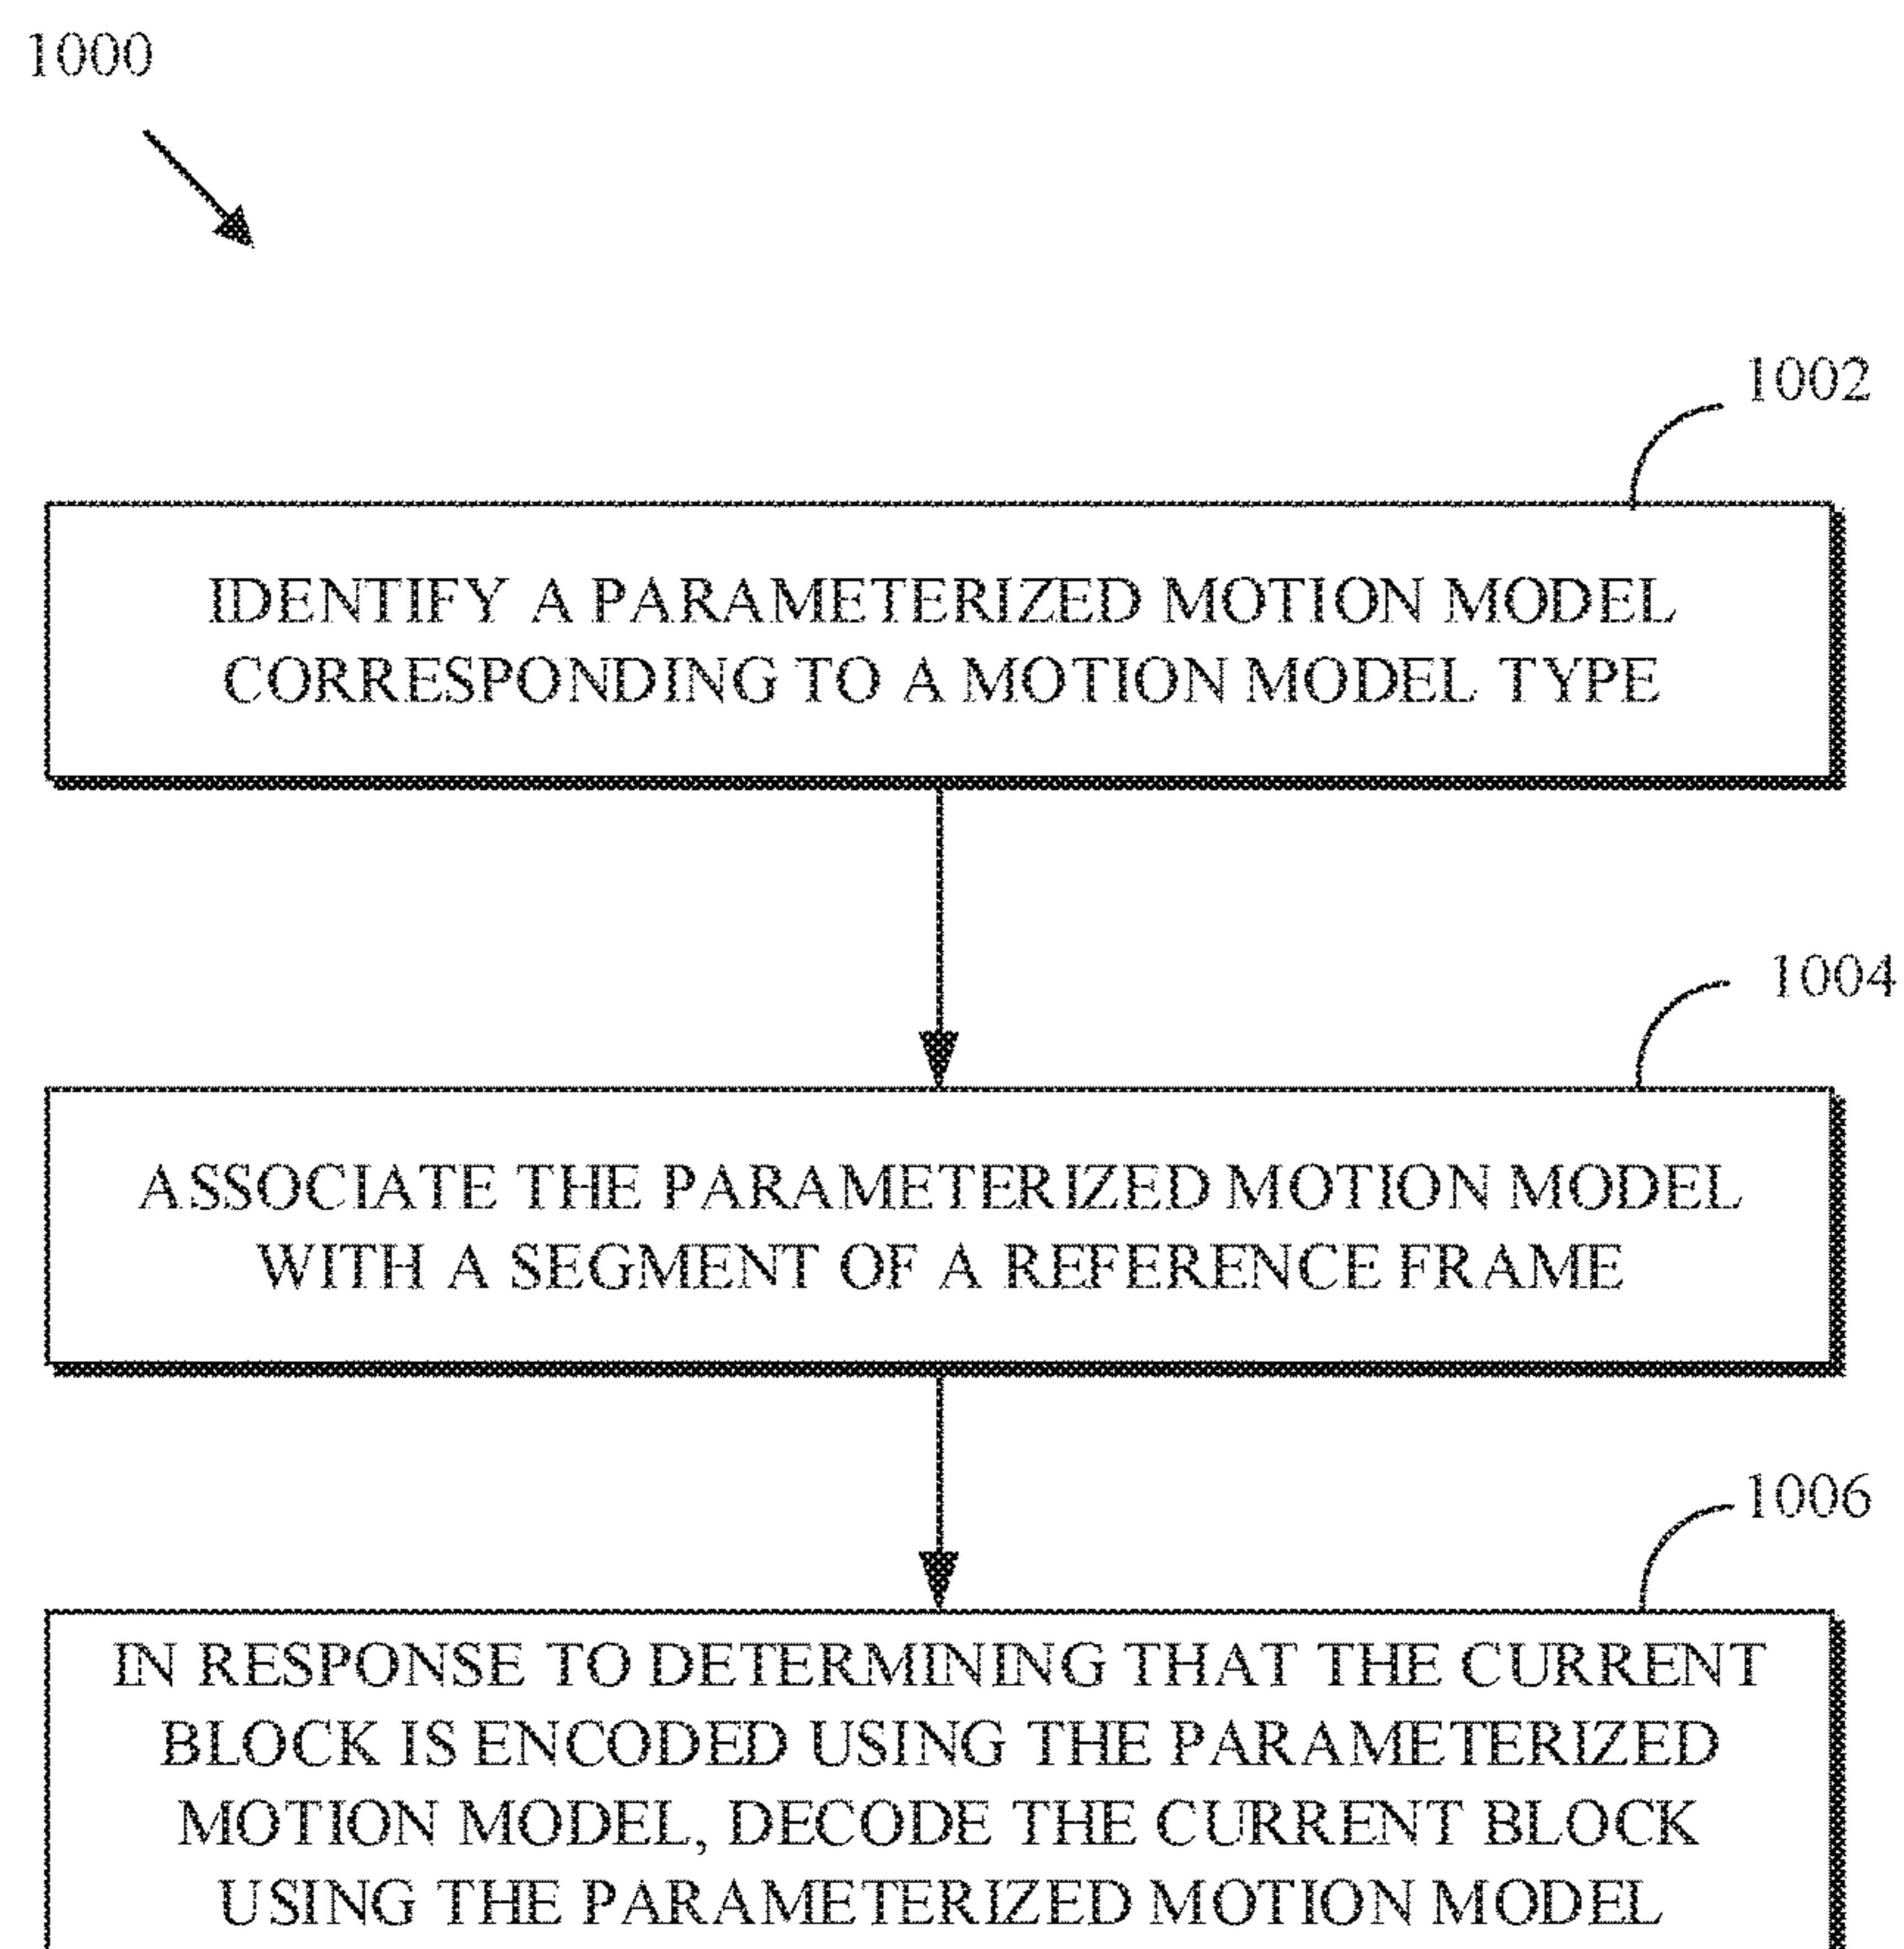 1000
1002
IDENTIFY A PARAMETERIZED MOTION MODEL
CORRESPONDING TO A MOTION MODEL TYPE
1004
ASSOCIATE THE PARAMETERIZED MOTION MODEL
WITH A SEGMENT OF A REFERENCE FRAME
1006
IN RESPONSE TO DETERMINING THAT THE CURRENT
BLOCK IS ENCODED USING THE PARAMETERIZED
MOTION MODEL, DECODE THE CURRENT BLOCK
USING THE PARAMETERIZED MOTION MODEL